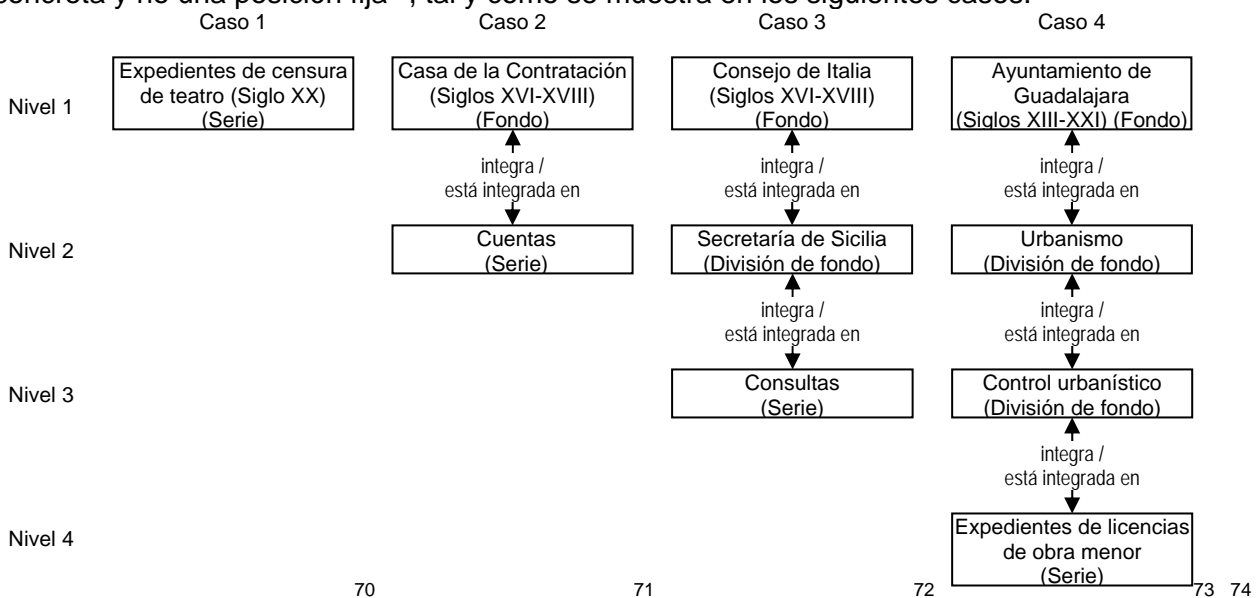 concreta y no una posición fija , tal y como se muestra en los siguientes casos:
Caso 1 Caso 2 Caso 3 Caso 4
Nivel 1
Expedientes de censura
de teatro (Siglo XX)
(Serie)
Casa de la Contratación
(Siglos XVI-XVIII)
(Fondo)
Consejo de Italia
(Siglos XVI-XVIII)
(Fondo)
Ayuntamiento de
Guadalajara
(Siglos XIII-XXI) (Fondo)
integra /
está integrada en
integra /
está integrada en
integra /
está integrada en
Nivel 2
Cuentas
(Serie)
Secretaría de Sicilia
(División de fondo)
Urbanismo
(División de fondo)
integra /
está integrada en
integra /
está integrada en
Nivel 3
Consultas
(Serie)
Control urbanístico
(División de fondo)
integra /
está integrada en
Nivel 4
Expedientes de licencias
de obra menor
(Serie)
70 71 72 73 74